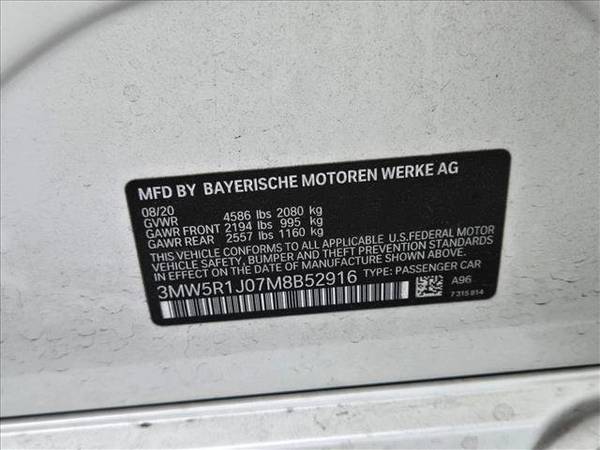 MFD BY BAYERISCHE MOTOREN WERKE AG
08/20
GVWR 4586 lbs 2080 kg
GAWR FRONT 2194 lbs 995 kg
GAWR REAR 2557 lbs 1160 kg
THIS VEHICLE CONFORMS TO ALL APPLICABLE U.S.FEDERAL MOTOR
VEHICLE SAFETY, BUMPER AND THEFT PREVENTION STANDARDS
IN EFFECT ON THE DATE OF MANUFACTURE SHOWN ABOVE.
3MW5R1J07M8B52916 TYPE: PASSENGER CAR
A96
7315814